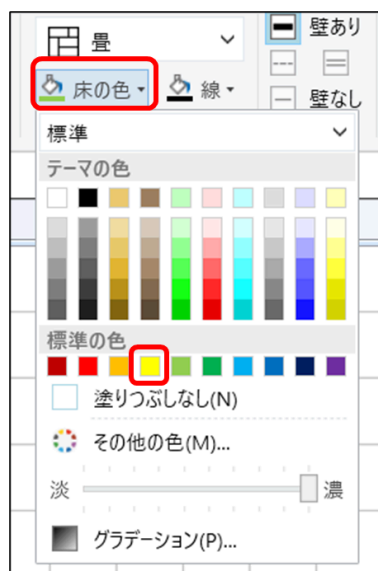 畳
壁あり
床の色
線
壁なし
標準
テーマの色
標準の色
塗りつぶしなし(N)
その他の色(M)...
淡
濃
グラデーション(P)...